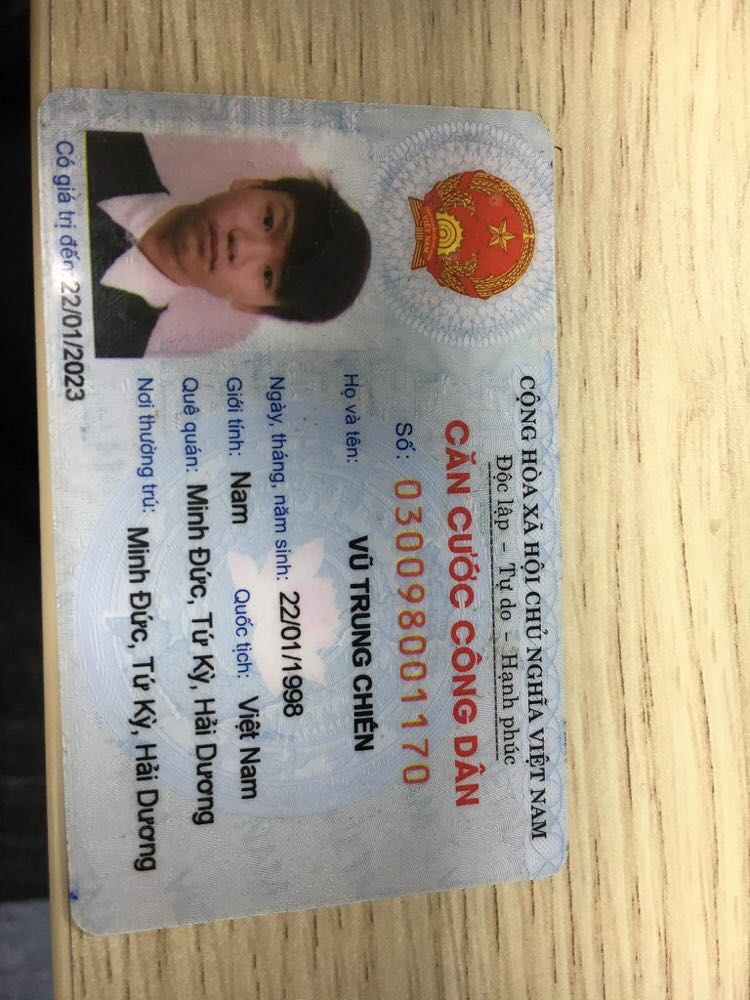 CỘNG HÒA XÃ HỘI CHỦ NGHĨA VIỆT NAM
Độc lập – Tự do – Hạnh phúc
CĂN CƯỚC CÔNG DÂN
Số: 030098001170
Họ và tên:
VŨ TRUNG CHIẾN
Ngày, tháng, năm sinh: 22/01/1998
Giới tính: Nam Quốc tịch: Việt Nam
Quê quán: Minh Đức, Tứ Kỳ, Hải Dương
Nơi thường trú: Minh Đức, Tứ Kỳ, Hải Dương
Có giá trị đến: 22/01/2023